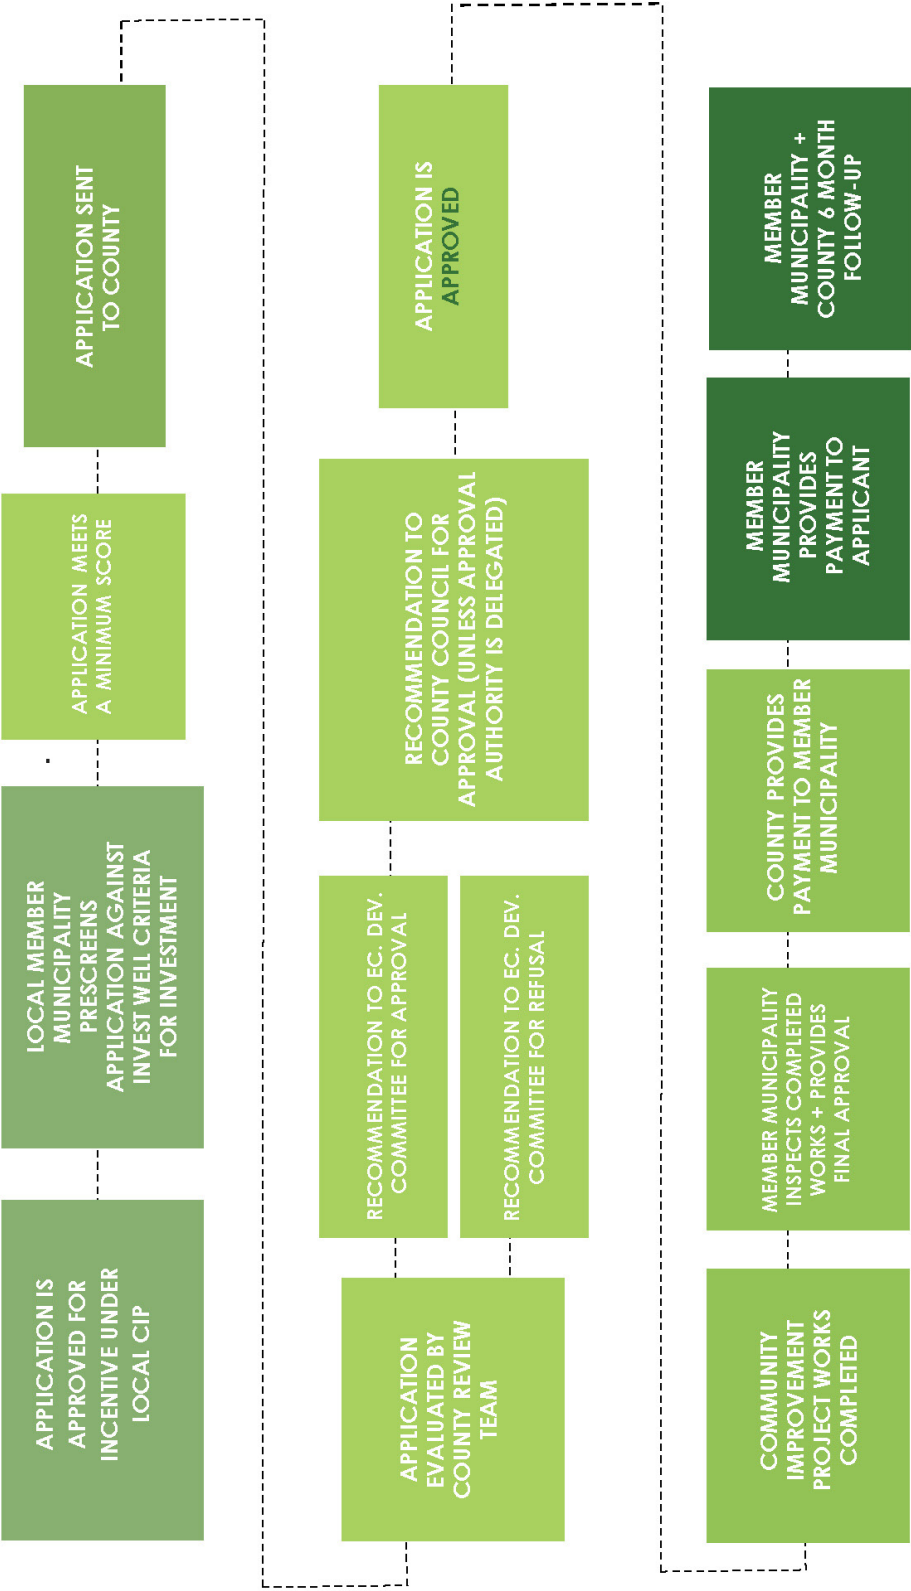 APPLICATION IS
APPROVED FOR
INCENTIVE UNDER
LOCAL CIP
LOCAL MEMBER
MUNICIPALITY
PRESCREENS
APPLICATION AGAINST
INVEST WELL CRITERIA
FOR INVESTMENT
APPLICATION MEETS
A MINIMUM SCORE
APPLICATION SENT
TO COUNTY
APPLICATION
EVALUATED BY
COUNTY REVIEW
TEAM
RECOMMENDATION TO EC. DEV.
COMMITTEE FOR APPROVAL
RECOMMENDATION TO EC. DEV.
COMMITTEE FOR REFUSAL
RECOMMENDATION TO
COUNTY COUNCIL FOR
APPROVAL (UNLESS APPROVAL
AUTHORITY IS DELEGATED)
APPLICATION IS
APPROVED
COMMUNITY
IMPROVEMENT
PROJECT WORKS
COMPLETED
MEMBER MUNICIPALITY
INSPECTS COMPLETED
WORKS + PROVIDES
FINAL APPROVAL
COUNTY PROVIDES
PAYMENT TO MEMBER
MUNICIPALITY
MEMBER
MUNICIPALITY
PROVIDES
PAYMENT TO
APPLICANT
MEMBER
MUNICIPALITY +
COUNTY 6 MONTH
FOLLOW-UP